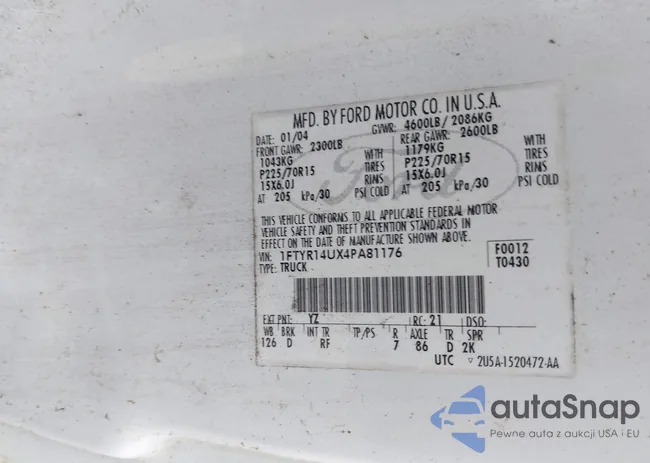 MFD. BY FORD MOTOR CO. IN U.S.A.
DATE: 01/04 GVWR: 4600LB/ 2086KG
FRONT GAWR: 2300LB REAR GAWR: 2600LB
1043KG WITH 1179KG WITH
P225/70R15 TIRES P225/70R15 TIRES
15X6.0J RIMS 15X6.0J RIMS
AT 205 kPa/30 PSI COLD AT 205 kPa/30 PSI COLD
Ford
THIS VEHICLE CONFORMS TO ALL APPLICABLE FEDERAL MOTOR
VEHICLE SAFETY AND THEFT PREVENTION STANDARDS IN
EFFECT ON THE DATE OF MANUFACTURE SHOWN ABOVE.
VIN: 1FTYR14UX4PA81176 F0012
TYPE: TRUCK T0430
EXT PNT: YZ RC: 21 DSO:
WB BRK INT TR TP/PS R AXLE TR SPR
126 D RF 7 86 D 2K
UTC 2U5A-1520472-AA
autaSnap
Pewne auta z aukcji USA i EU